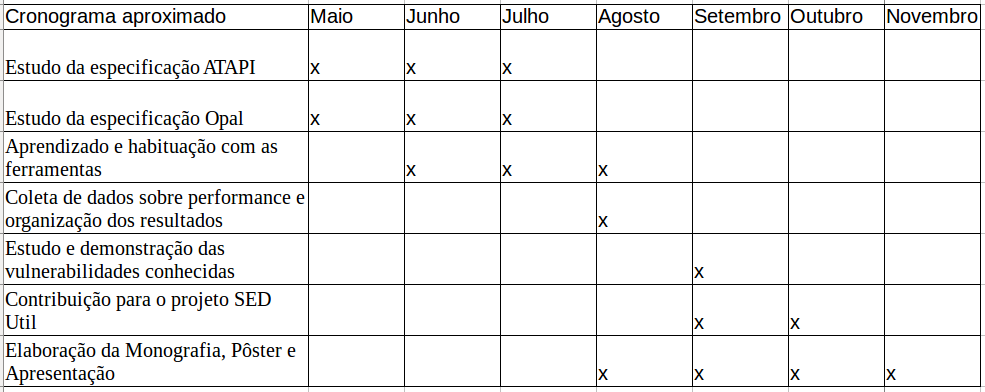 Cronograma aproximado Maio Junho Julho Agosto Setembro Outubro Novembro
Estudo da especificação ATAPI x x x
Estudo da especificação Opal x x x
Aprendizado e habituação com as
ferramentas x x x
Coleta de dados sobre performance e
organização dos resultados x
Estudo e demonstração das
vulnerabilidades conhecidas x
Contribuição para o projeto SED
Util x x
Elaboração da Monografia, Pôster e
Apresentação x x x x